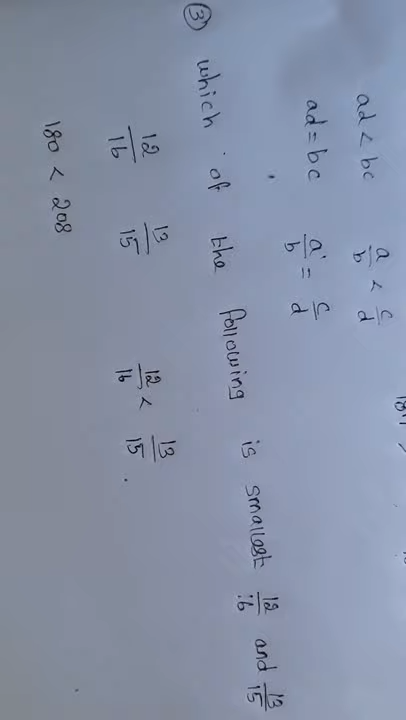 ad < bc a/b < c/d
ad = bc a/b = c/d
③ which of the following is smallest 12/16 and 13/15
12/16 13/15 12/16 < 13/15.
180 < 208